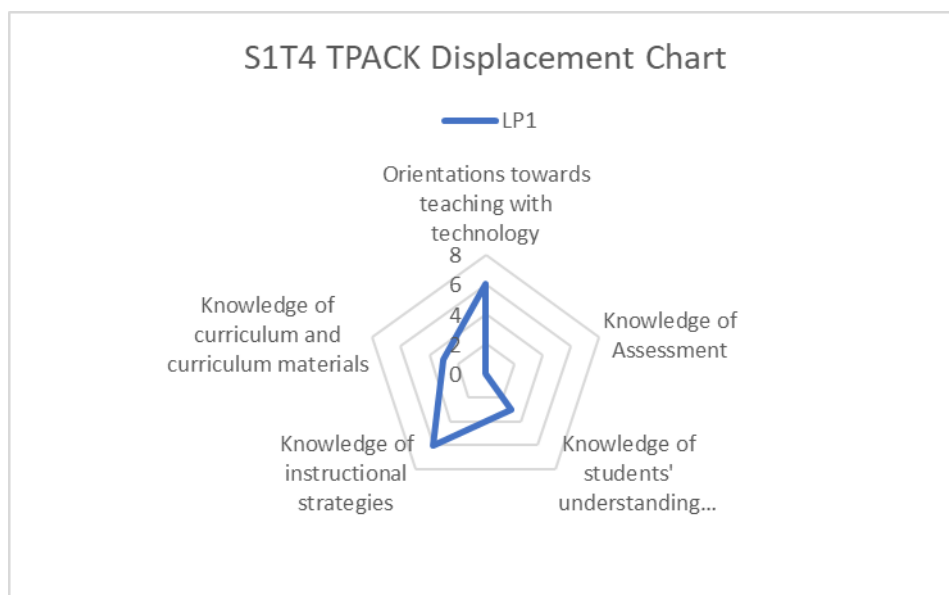 S1T4 TPACK Displacement Chart
LP1
Orientations towards
teaching with
technology
8
6
4
2
0
Knowledge of
Assessment
Knowledge of
students'
understanding...
Knowledge of
instructional
strategies
Knowledge of
curriculum and
curriculum materials